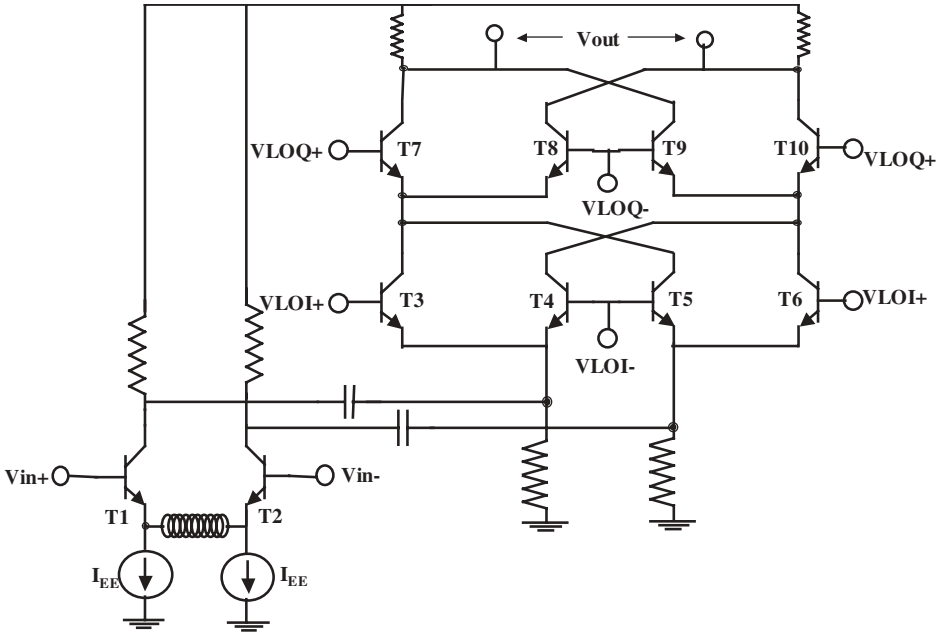 Vout
VLOQ+
T7
T8
T9
T10
VLOQ+
VLOQ-
VLOI+
T3
T4
T5
T6
VLOI+
VLOI-
Vin+
Vin-
T1
T2
IEE
IEE